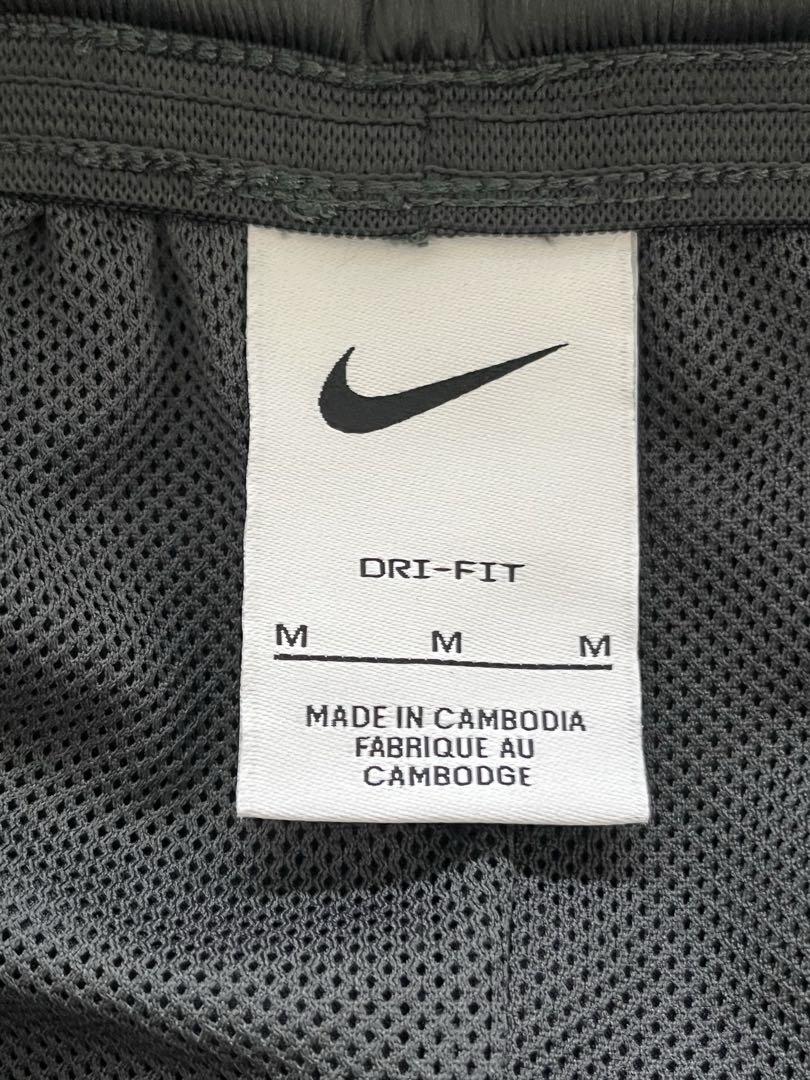 DRI-FIT
M M M
MADE IN CAMBODIA
FABRIQUE AU
CAMBODGE